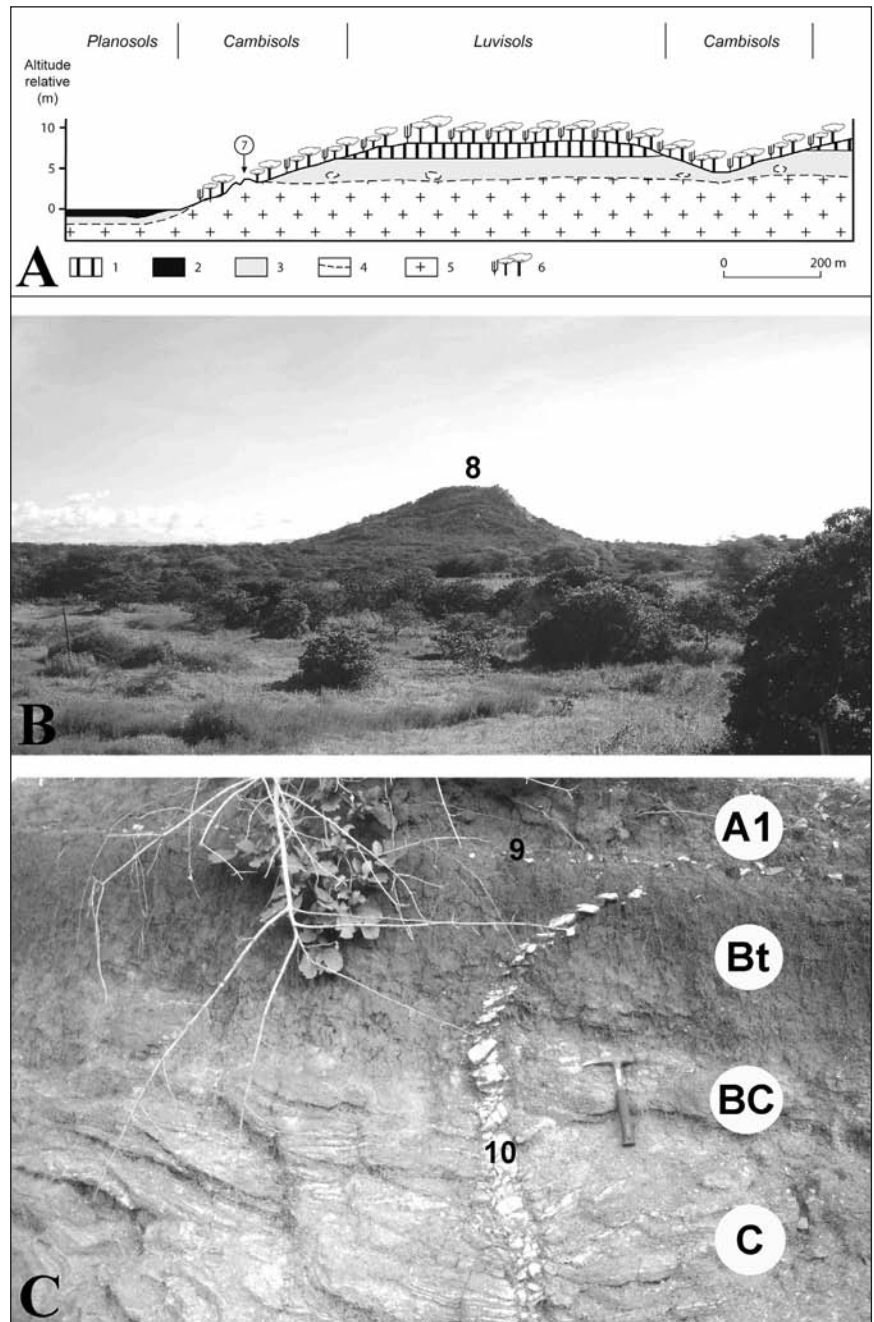 Planosols Cambisols Luvisols Cambisols
Altitude
relative
(m)
10
7
5
0
A
1 2 3 4 5 6 0 200 m
8
B
A1
9
Bt
BC
10
C
C